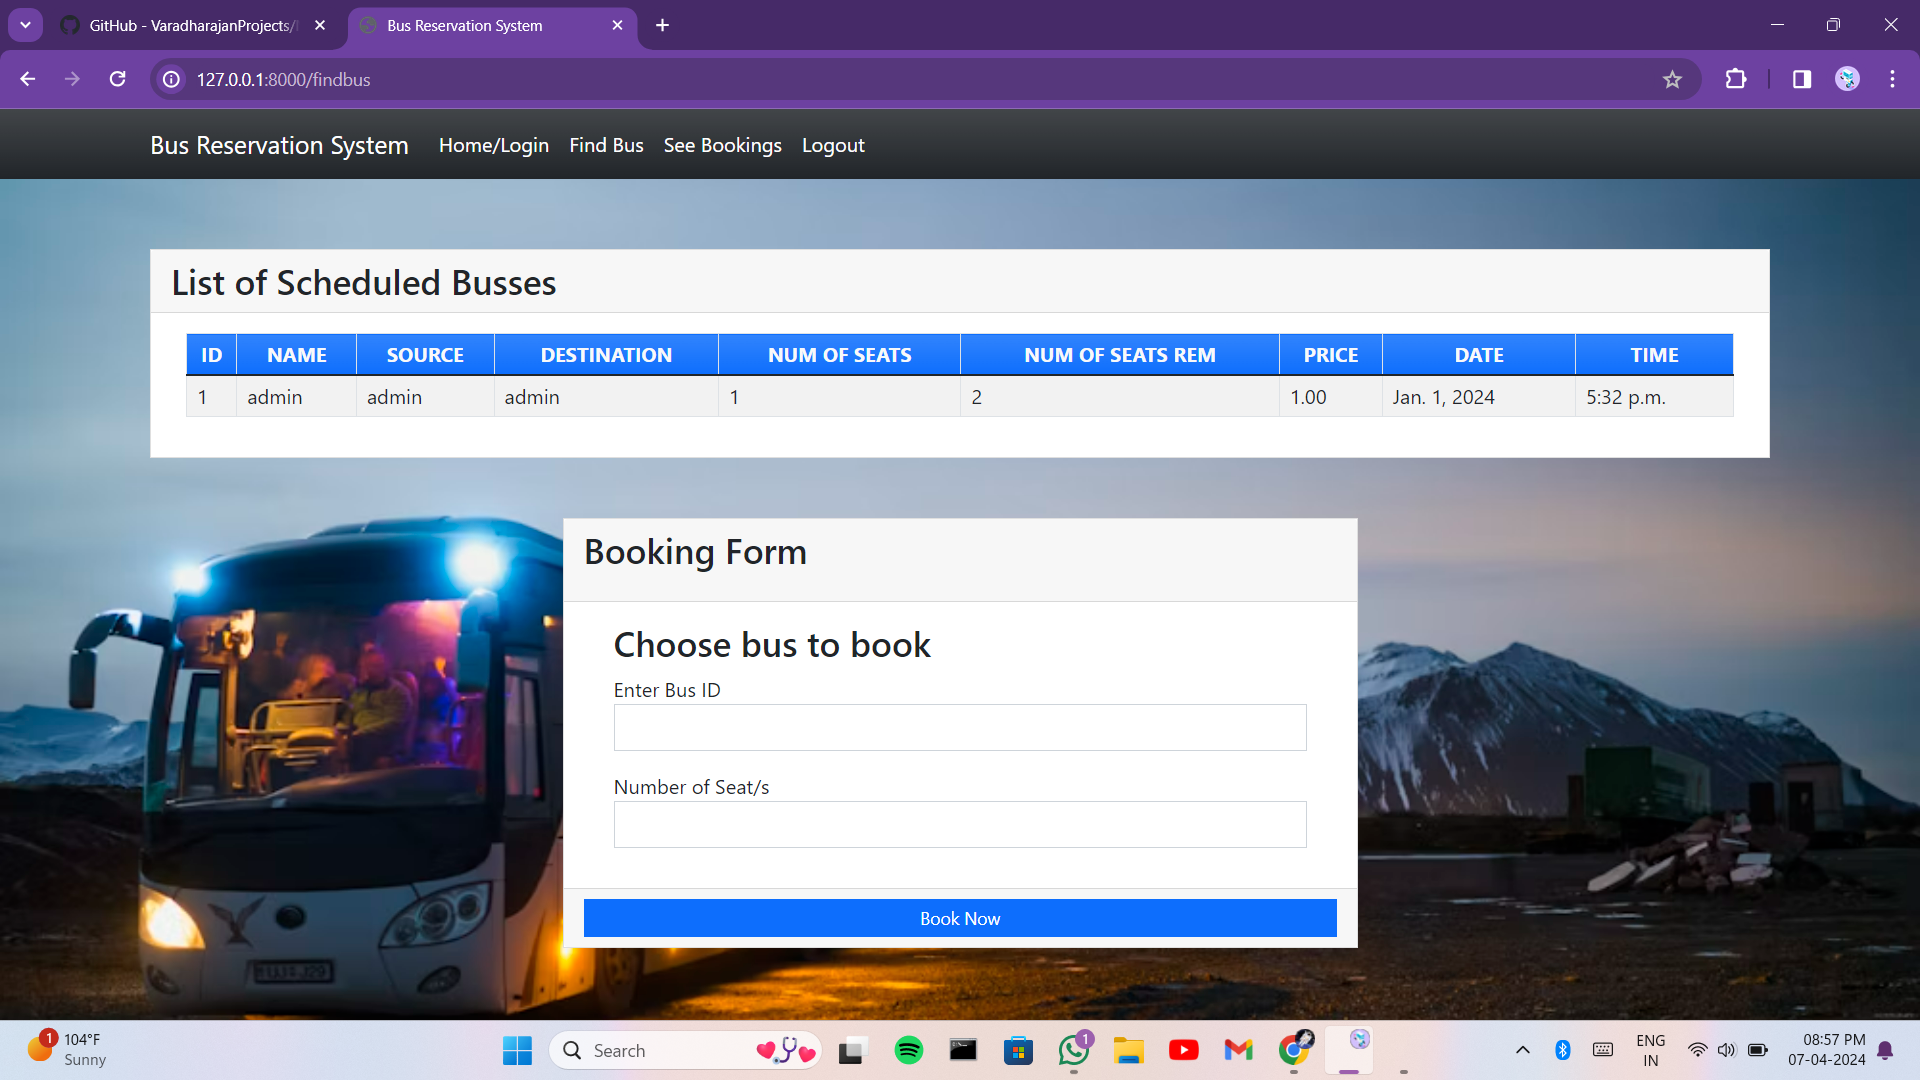 GitHub - VaradharajanProjects/
Bus Reservation System
127.0.0.1:8000/findbus
Bus Reservation System Home/Login Find Bus See Bookings Logout
List of Scheduled Busses
ID NAME SOURCE DESTINATION NUM OF SEATS NUM OF SEATS REM PRICE DATE TIME
1 admin admin admin 1 2 1.00 Jan. 1, 2024 5:32 p.m.
Booking Form
Choose bus to book
Enter Bus ID
Number of Seat/s
Book Now
1
104°F
Sunny
Search
1
ENG
IN
08:57 PM
07-04-2024